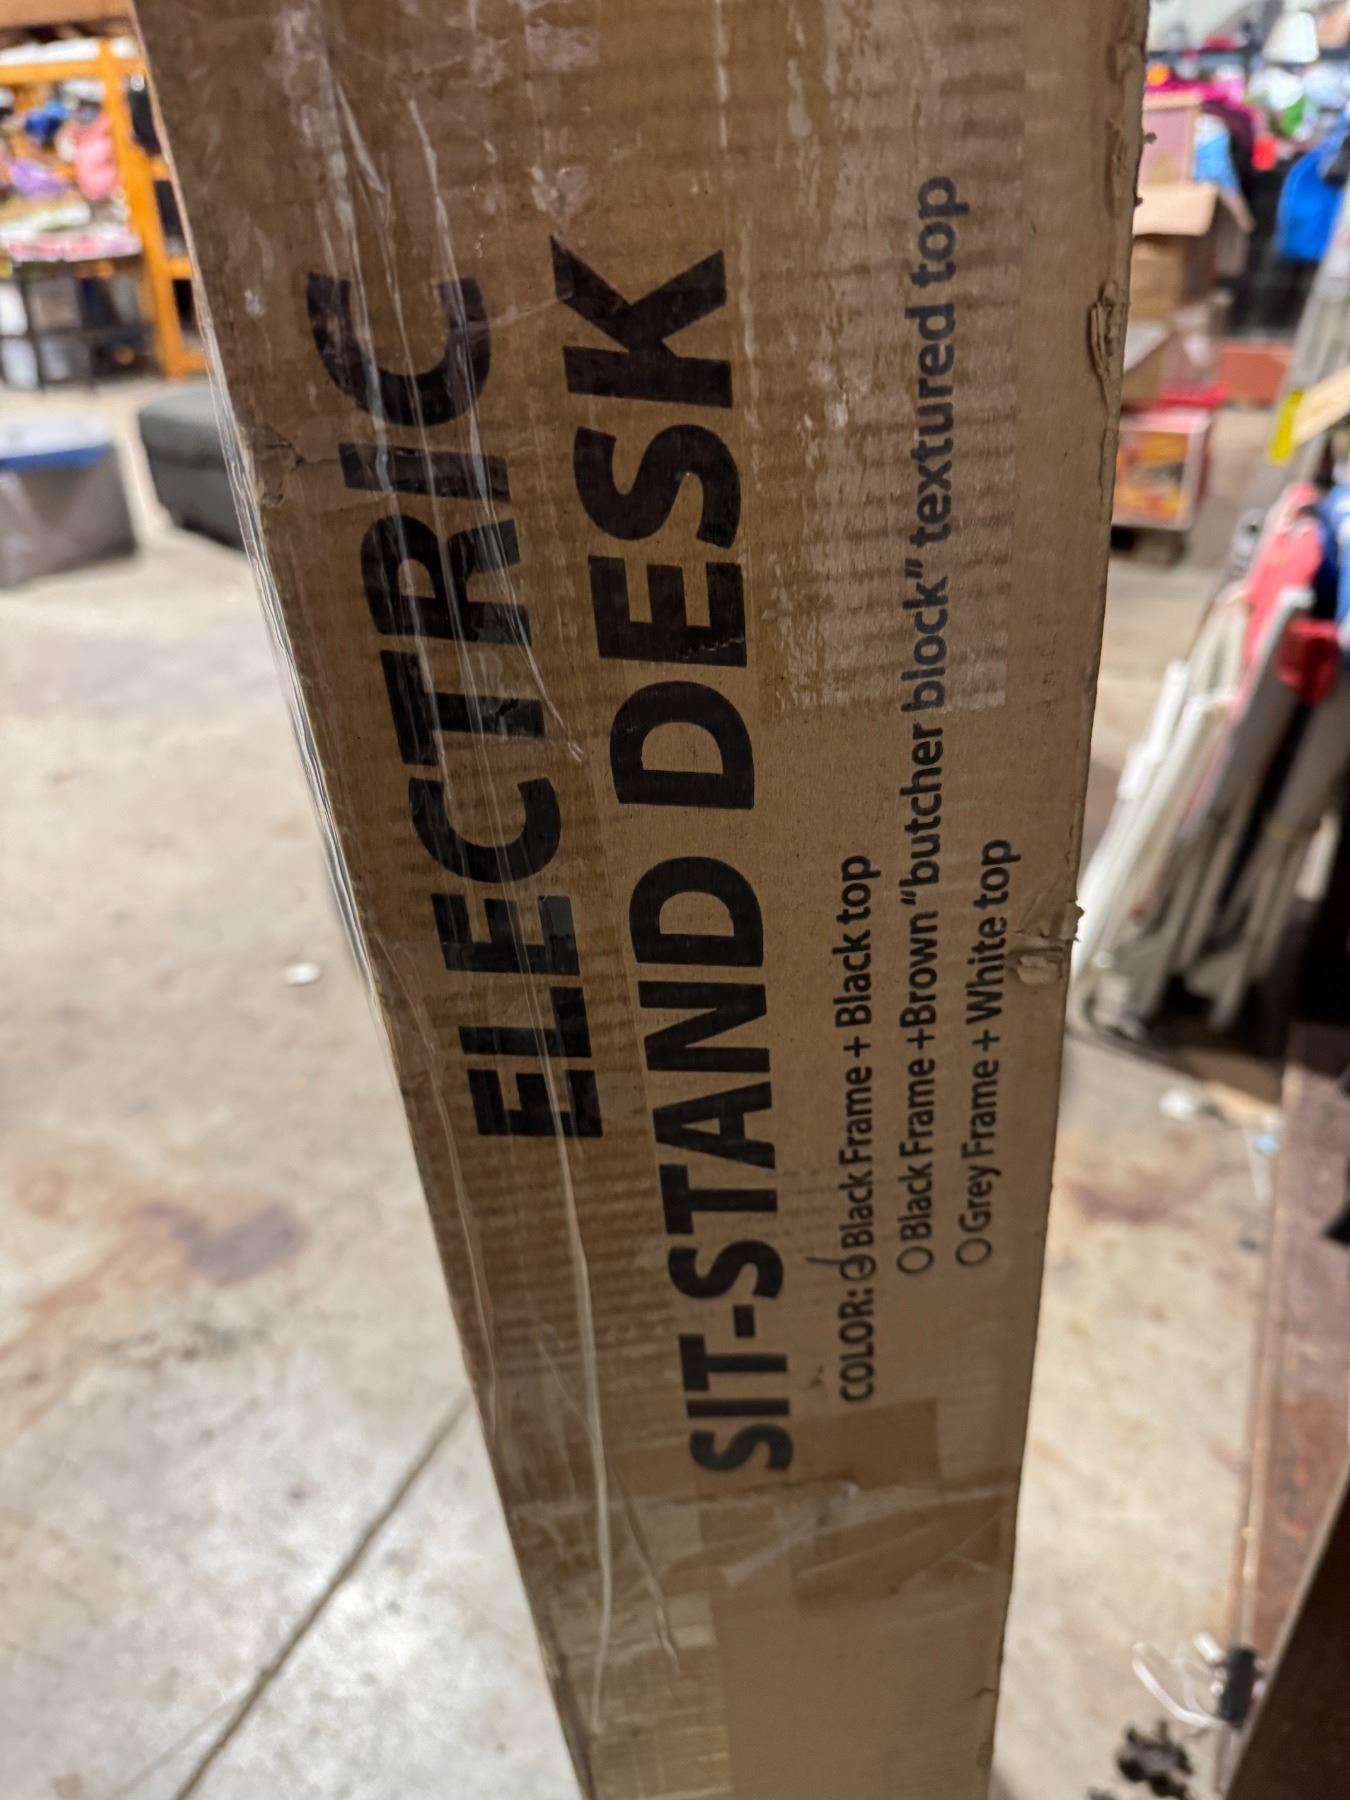 ELECTRIC
SIT-STAND DESK
COLOR: Black Frame + Black top
Black Frame +Brown "butcher block" textured top
Grey Frame + White top